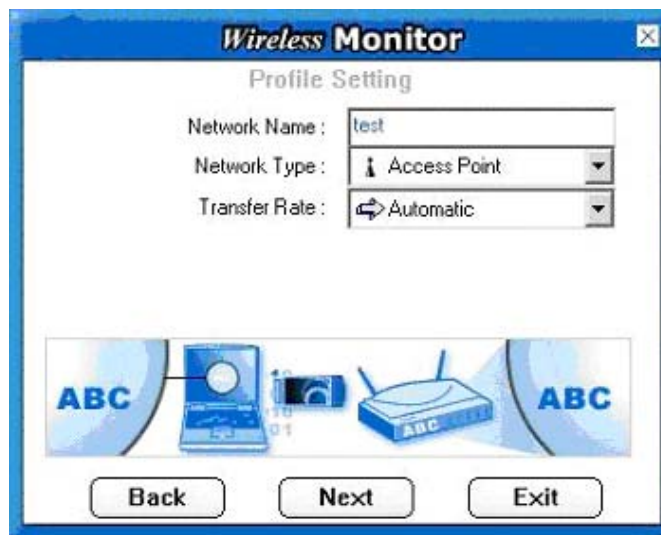 Wireless Monitor
Profile Setting
Network Name : test
Network Type : Access Point
Transfer Rate : Automatic
ABC ABC ABC
Back Next Exit